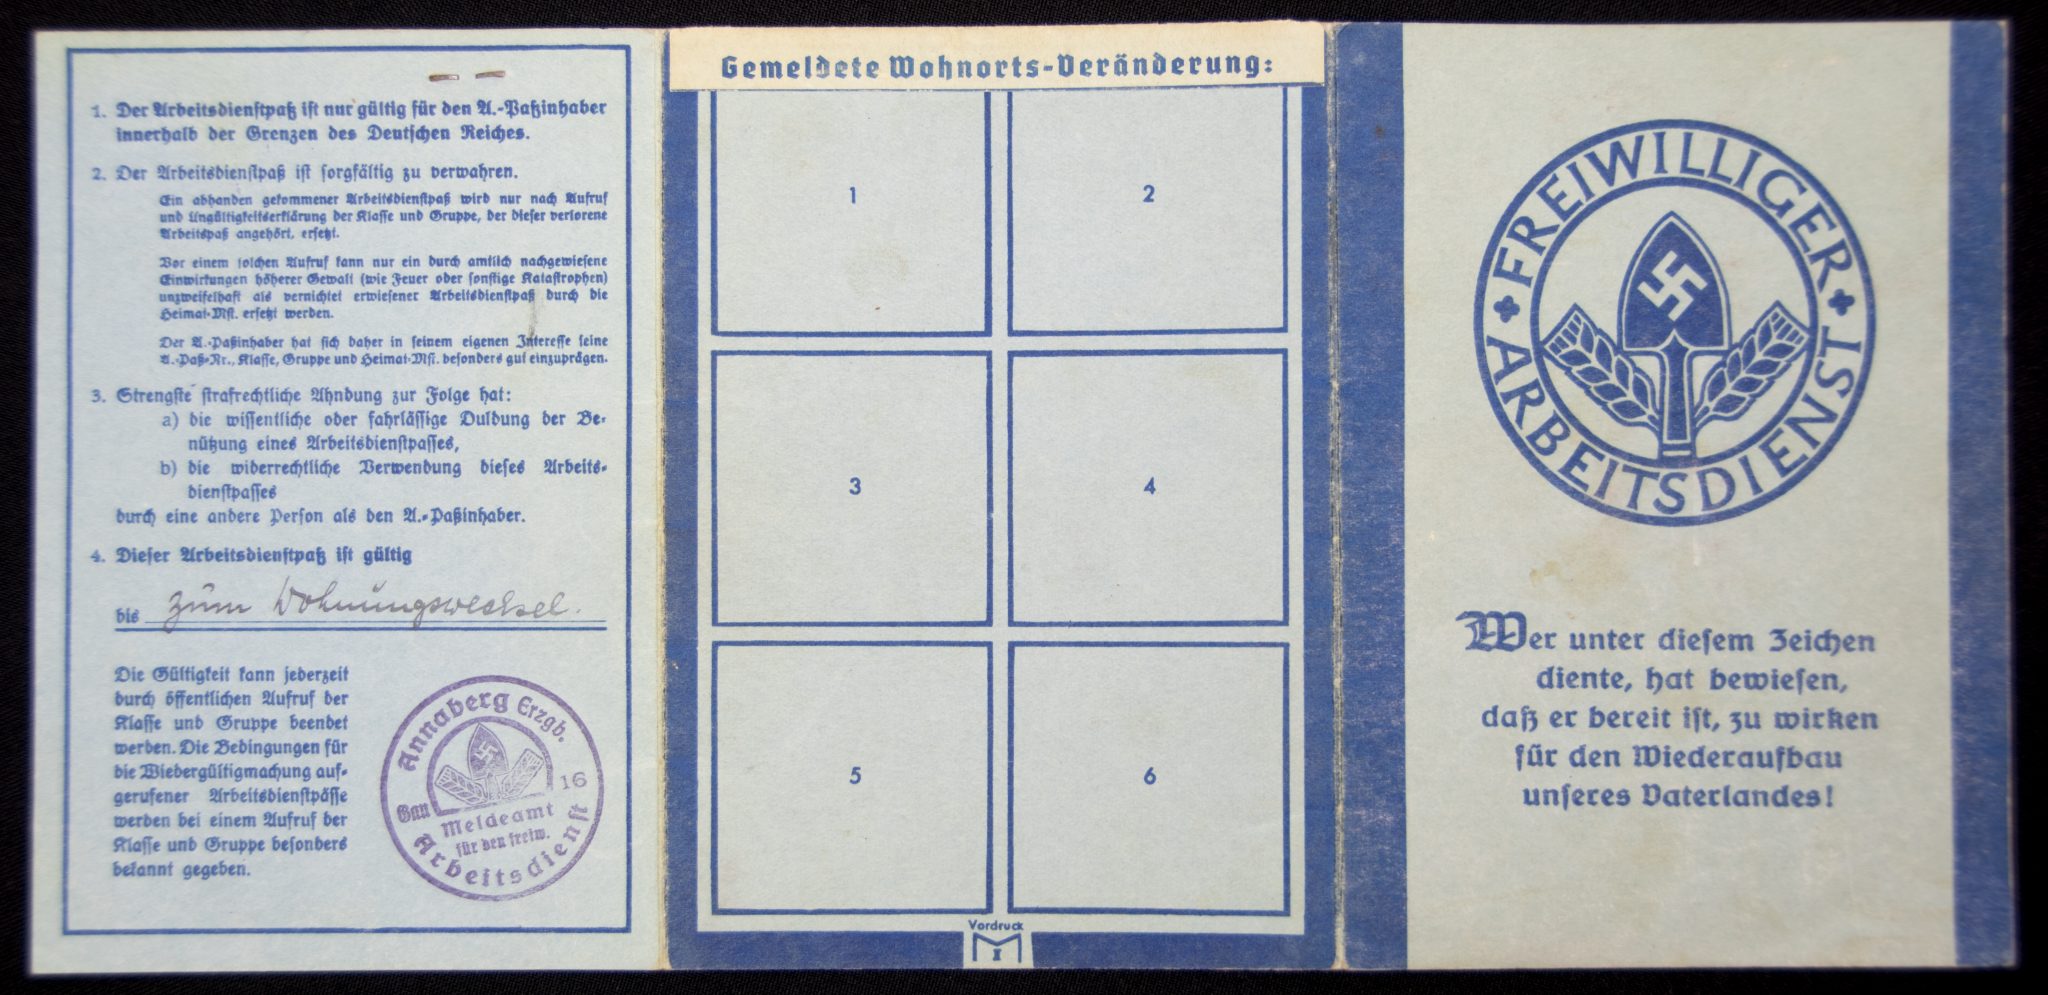 1. Der Arbeitsdienstpaß ist nur gültig für den A.-Paßinhaber
innerhalb der Grenzen des Deutschen Reiches.
2. Der Arbeitsdienstpaß ist sorgfältig zu verwahren.
Ein abhanden gekommener Arbeitsdienstpaß wird nur nach Aufruf
und Ungültigkeitserklärung der Klasse und Gruppe, der dieser verlorene
Arbeitspaß angehört, ersetzt.
Vor einem solchen Aufruf kann nur ein durch amtlich nachgewiesene
Einwirkungen höherer Gewalt (wie Feuer oder sonstige Katastrophen)
unzweifelhaft als vernichtet erwiesener Arbeitsdienstpaß durch die
Heimat-Mst. ersetzt werden.
Der A.-Paßinhaber hat sich daher in seinem eigenen Interesse seine
A.-Paß-Nr., Klasse, Gruppe und Heimat-Mst. besonders gut einzuprägen.
3. Strengste strafrechtliche Ahndung zur Folge hat:
a) die wissentliche oder fahrlässige Duldung der Be-
nützung eines Arbeitsdienstpasses,
b) die widerrechtliche Verwendung dieses Arbeits-
dienstpasses
durch eine andere Person als den A.-Paßinhaber.
4. Dieser Arbeitsdienstpaß ist gültig
bis zum Wohnungswechsel.
Die Gültigkeit kann jederzeit
durch öffentlichen Aufruf der
Klasse und Gruppe beendet
werden. Die Bedingungen für
die Wiedergültigmachung auf-
gerufener Arbeitsdienstpässe
werden bei einem Aufruf der
Klasse und Gruppe besonders
bekannt gegeben.
Annaberg Erzgb.
Gau 16
Meldeamt
für den freiw.
Arbeitsdienst
Gemeldete Wohnorts-Veränderung:
1
2
3
4
5
6
Vordruck
M I
FREIWILLIGER
ARBEITSDIENST
Wer unter diesem Zeichen
diente, hat bewiesen,
daß er bereit ist, zu wirken
für den Wiederaufbau
unseres Vaterlandes!